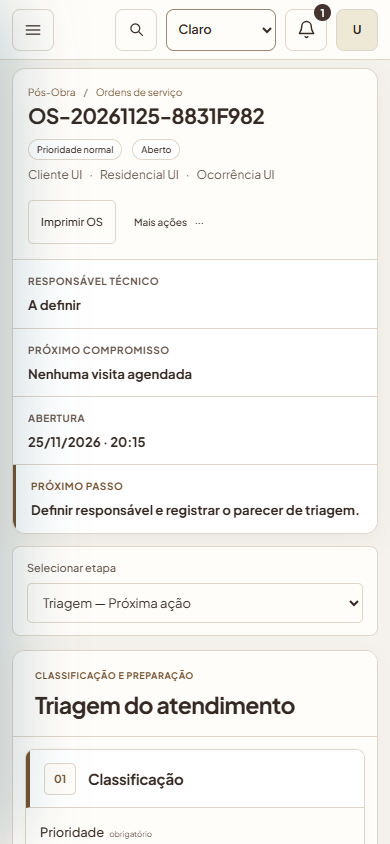 Claro
1
U
Pós-Obra / Ordens de serviço
OS-20261125-8831F982
Prioridade normal
Aberto
Cliente UI · Residencial UI · Ocorrência UI
Imprimir OS
Mais ações ...
RESPONSÁVEL TÉCNICO
A definir
PRÓXIMO COMPROMISSO
Nenhuma visita agendada
ABERTURA
25/11/2026 · 20:15
PRÓXIMO PASSO
Definir responsável e registrar o parecer de triagem.
Selecionar etapa
Triagem — Próxima ação
CLASSIFICAÇÃO E PREPARAÇÃO
Triagem do atendimento
01
Classificação
Prioridade obrigatório